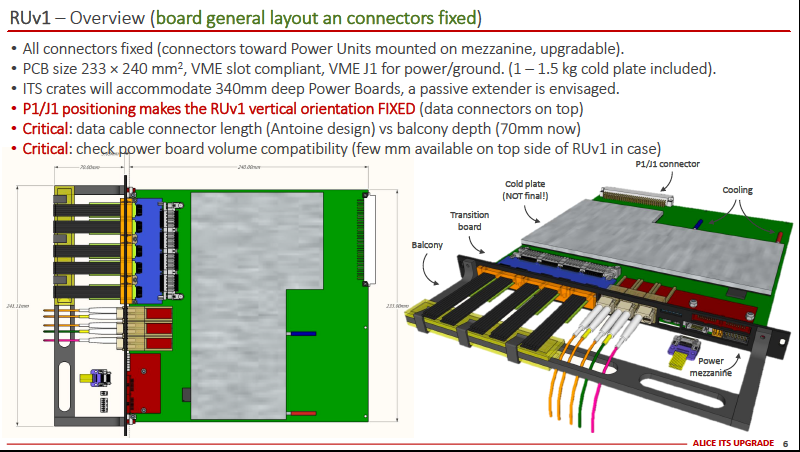 RUv1 – Overview (board general layout an connectors fixed)
• All connectors fixed (connectors toward Power Units mounted on mezzanine, upgradable).
• PCB size 233 × 240 mm², VME slot compliant, VME J1 for power/ground. (1 – 1.5 kg cold plate included).
• ITS crates will accommodate 340mm deep Power Boards, a passive extender is envisaged.
• P1/J1 positioning makes the RUv1 vertical orientation FIXED (data connectors on top)
• Critical: data cable connector length (Antoine design) vs balcony depth (70mm now)
• Critical: check power board volume compatibility (few mm available on top side of RUv1 in case)
70.00mm
240.00mm
P1/J1 connector
Cold plate
(NOT final!)
Cooling
Transition
board
Balcony
233.00mm
Power
mezzanine
ALICE ITS UPGRADE 6